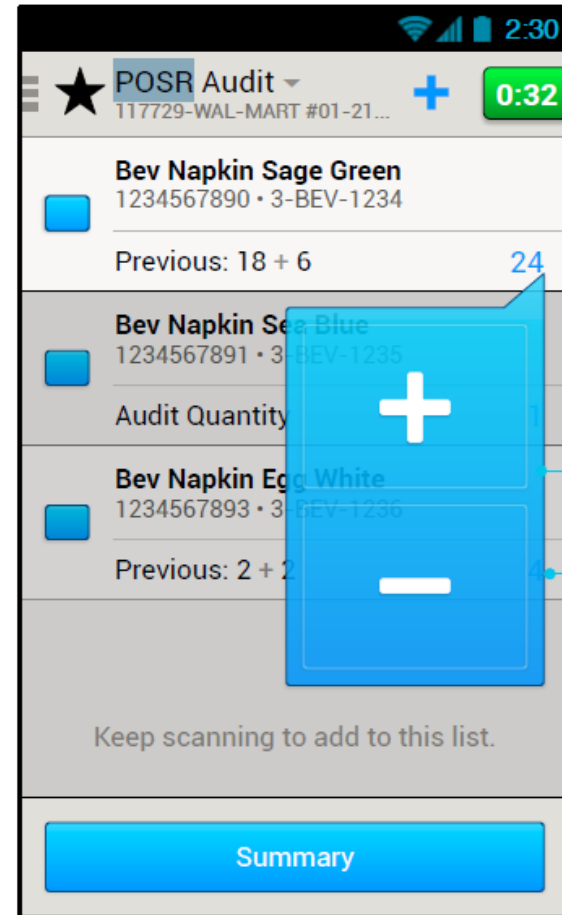 2:30
POSR Audit
117729-WAL-MART #01-21...
0:32
Bev Napkin Sage Green
1234567890 • 3-BEV-1234
Previous: 18 + 6 24
Bev Napkin Sea Blue
1234567891 • 3-BEV-1235
Audit Quantity 1
Bev Napkin Egg White
1234567893 • 3-BEV-1236
Previous: 2 + 2 4
Keep scanning to add to this list.
Summary